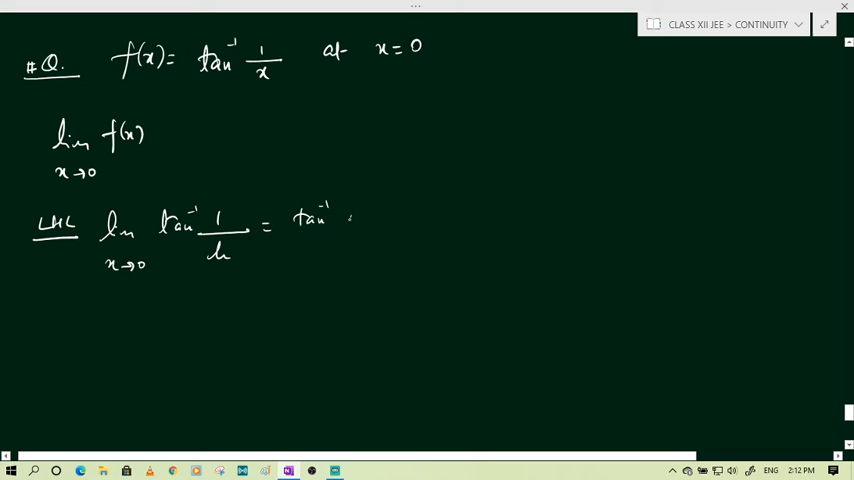 CLASS XII JEE > CONTINUITY
#Q. f(x) = tan⁻¹ 1/x at x = 0
lim x→0 f(x)
LHL lim x→0 tan⁻¹ 1/h = tan⁻¹
ENG 2:12 PM